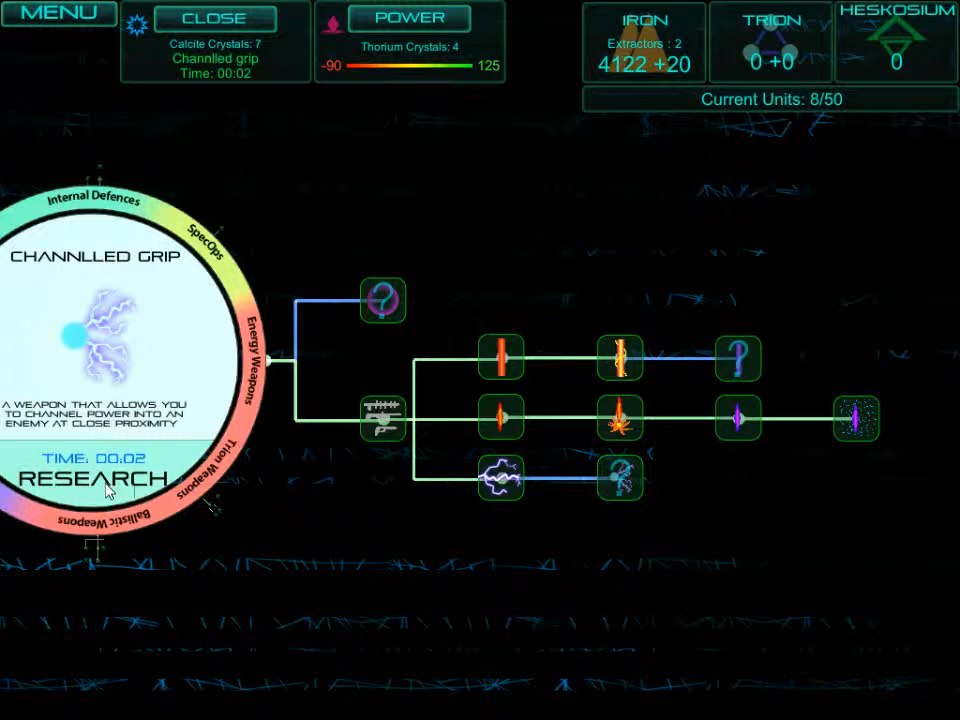 MENU
CLOSE
Calcite Crystals: 7
Channlled grip
Time: 00:02
POWER
Thorium Crystals: 4
-90
125
IRON
Extractors : 2
4122 +20
TRION
0 +0
HESKOSIUM
0
Current Units: 8/50
Internal Defences
SpecOps
Energy Weapons
Trion Weapons
Ballistic Weapons
CHANNLLED GRIP
A WEAPON THAT ALLOWS YOU
TO CHANNEL POWER INTO AN
ENEMY AT CLOSE PROXIMITY
TIME: 00:02
RESEARCH
?
?
?